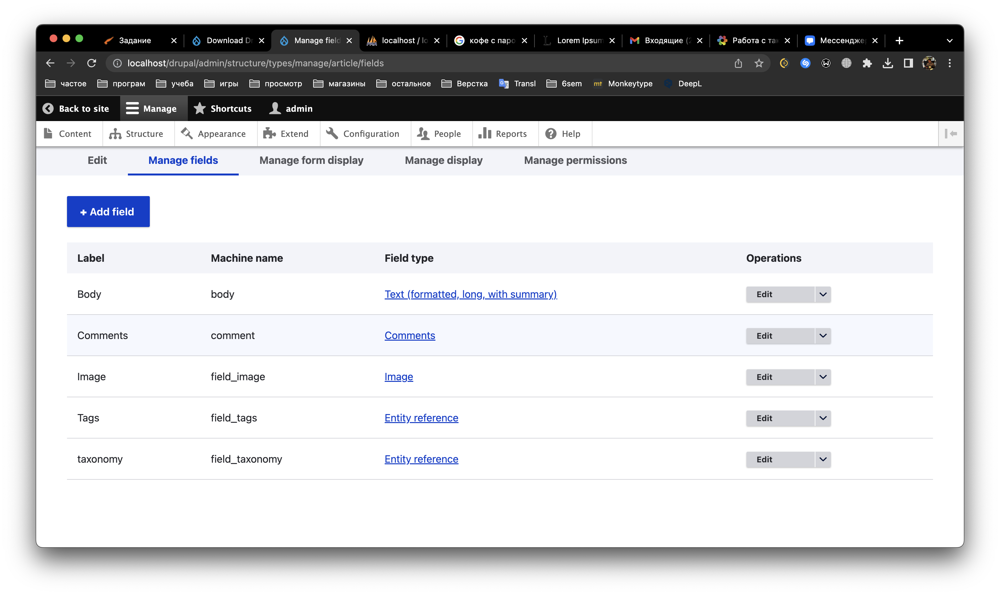 Задание
Download Dr
Manage field
localhost / lo
кофе с паро
Lorem Ipsum
Входящие (2
Работа с так
Мессендже
localhost/drupal/admin/structure/types/manage/article/fields
частое програм учеба игры просмотр магазины остальное Верстка Transl 6sem mt Monkeytype DeepL
Back to site Manage Shortcuts admin
Content Structure Appearance Extend Configuration People Reports Help
Edit Manage fields Manage form display Manage display Manage permissions
+ Add field
Label Machine name Field type Operations
Body body Text (formatted, long, with summary) Edit
Comments comment Comments Edit
Image field_image Image Edit
Tags field_tags Entity reference Edit
taxonomy field_taxonomy Entity reference Edit